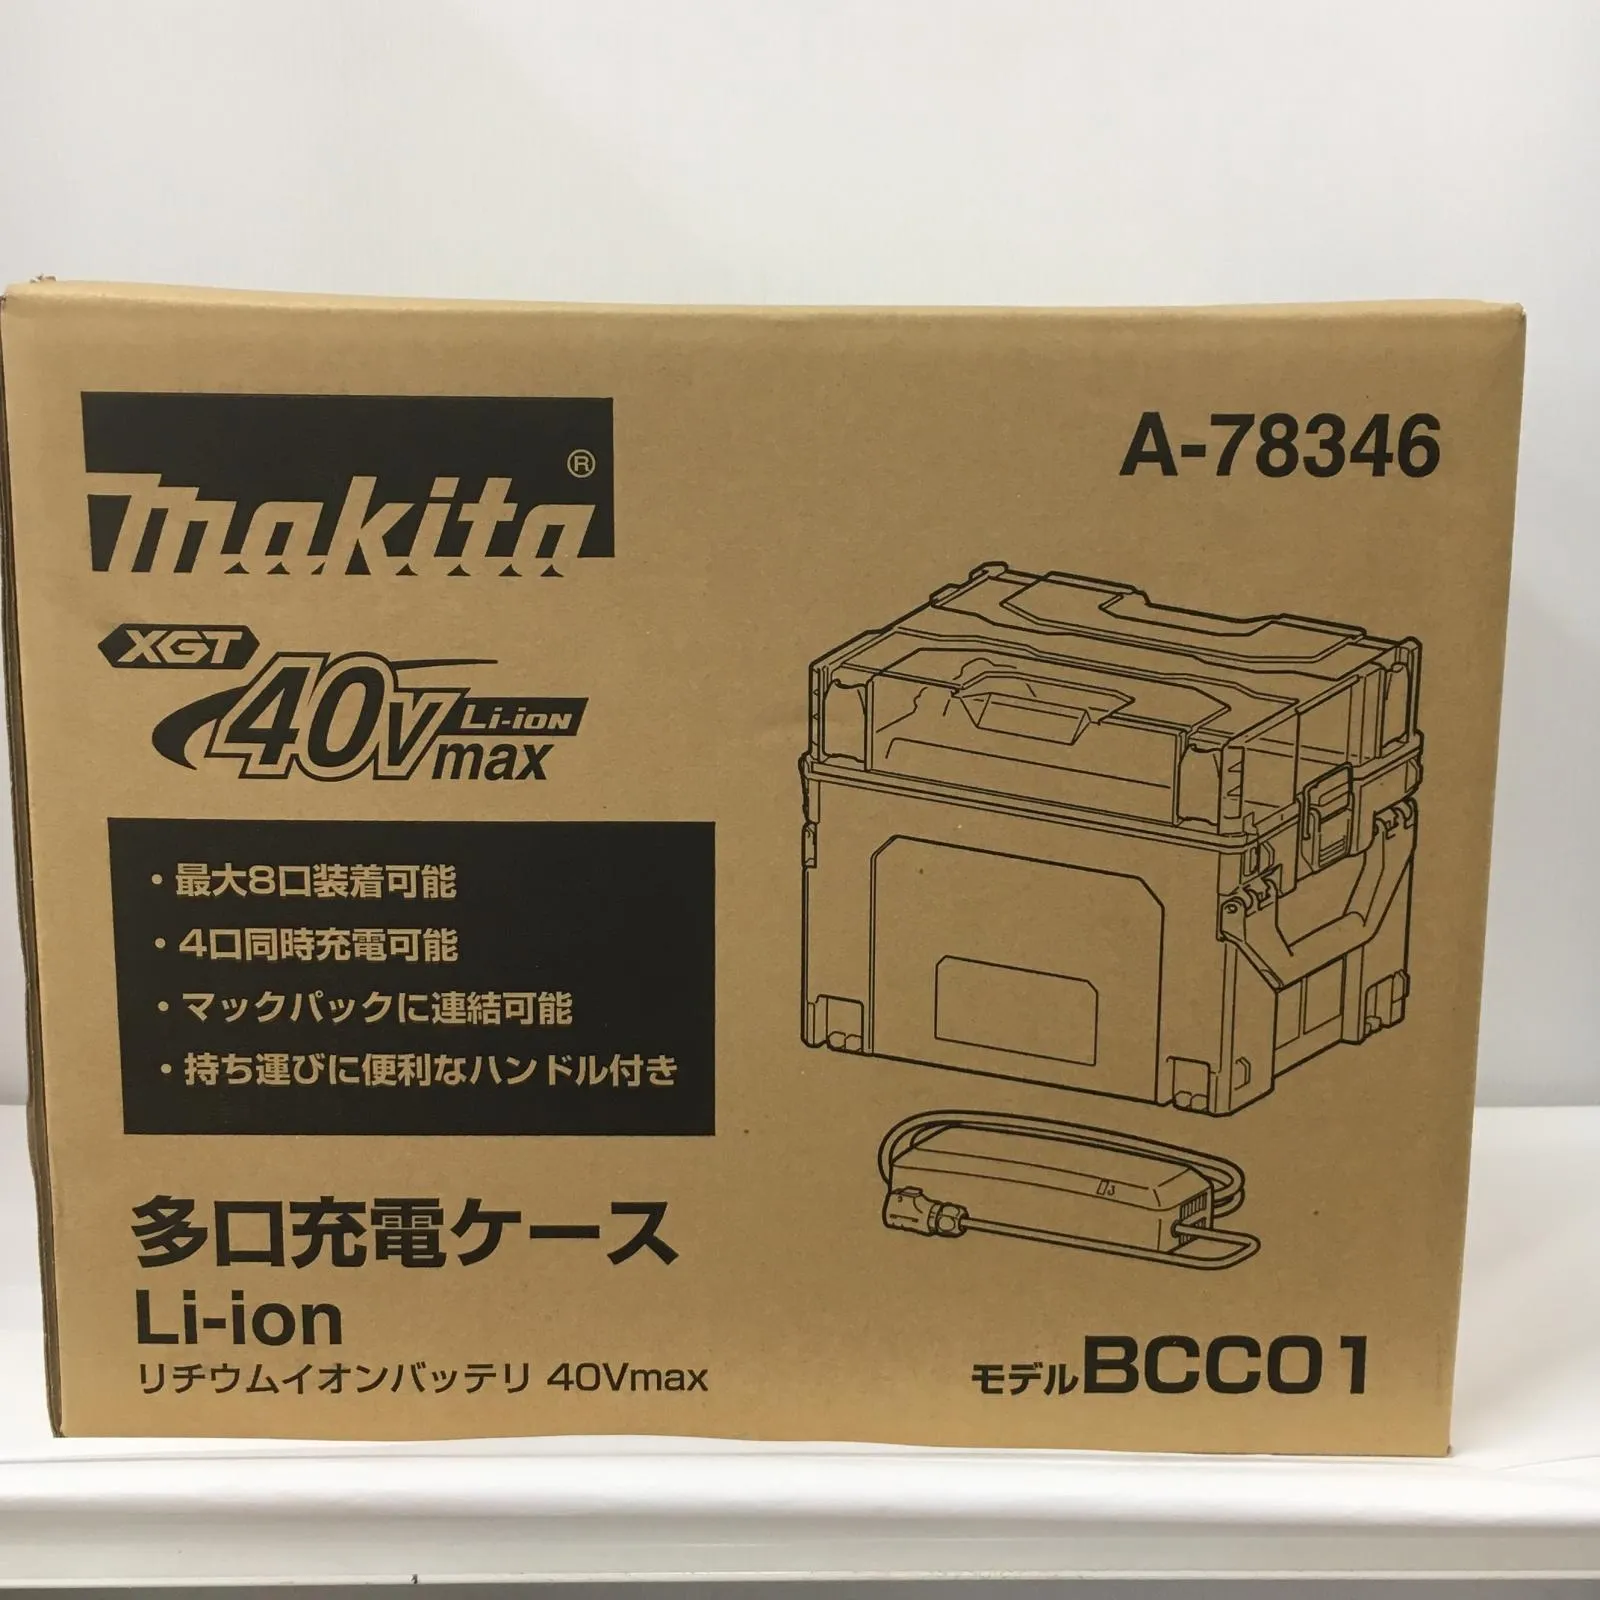 makita®
A-78346
XGT
40Vmax Li-ion
・最大8口装着可能
・4口同時充電可能
・マックパックに連結可能
・持ち運びに便利なハンドル付き
多口充電ケース
Li-ion
リチウムイオンバッテリ 40Vmax
モデルBCC01